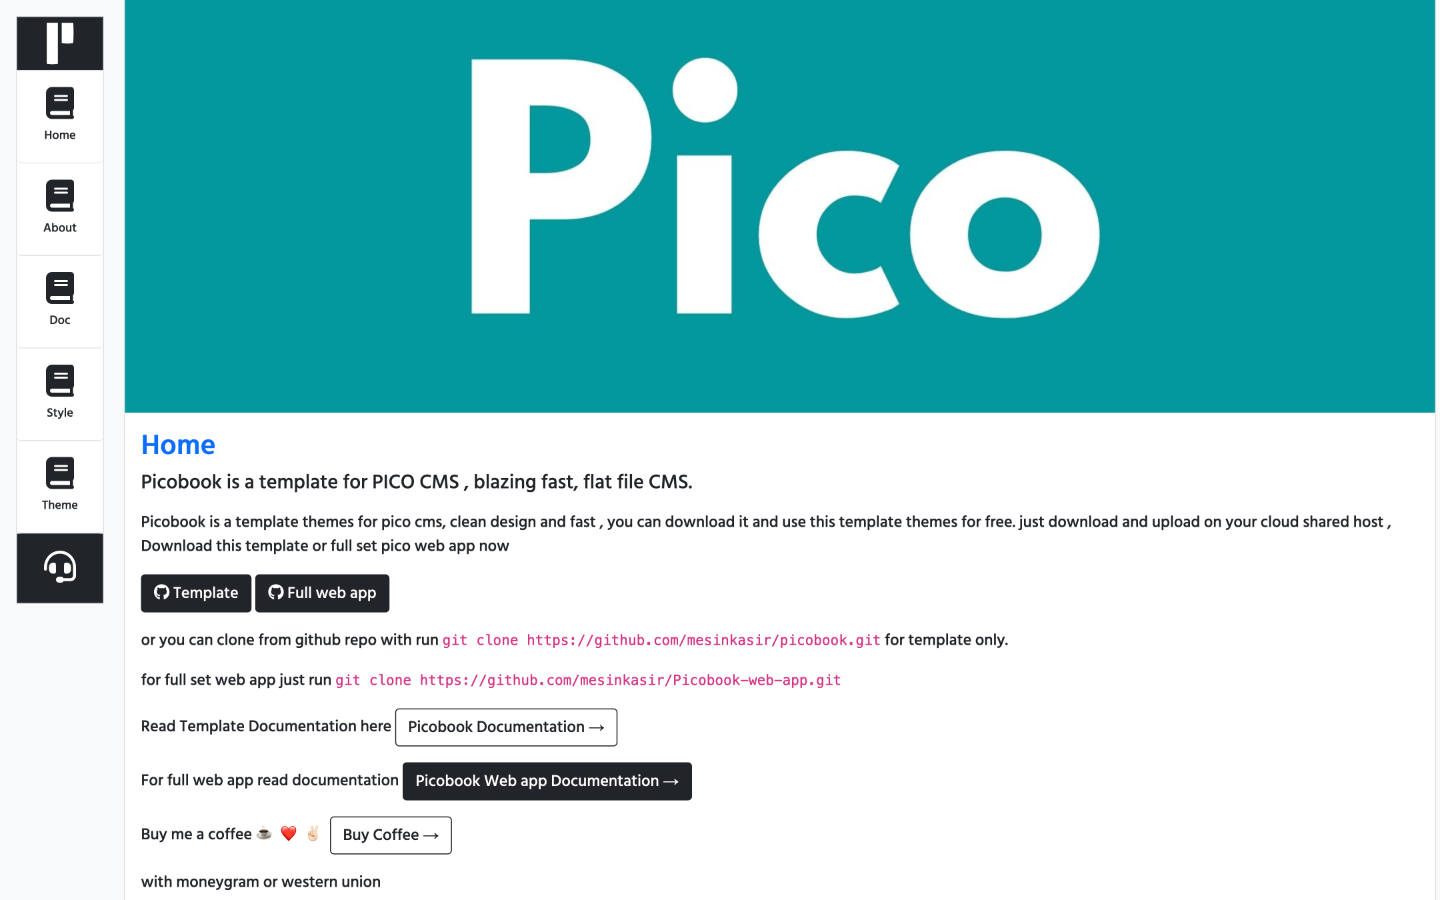 Pico
Home
About
Doc
Style
Theme
Home
Picobook is a template for PICO CMS , blazing fast, flat file CMS.
Picobook is a template themes for pico cms, clean design and fast , you can download it and use this template themes for free. just download and upload on your cloud shared host ,
Download this template or full set pico web app now
Template Full web app
or you can clone from github repo with run git clone https://github.com/mesinkasir/picobook.git for template only.
for full set web app just run git clone https://github.com/mesinkasir/Picobook-web-app.git
Read Template Documentation here Picobook Documentation →
For full web app read documentation Picobook Web app Documentation →
Buy me a coffee ☕ ❤️ ✌🏻 Buy Coffee →
with moneygram or western union